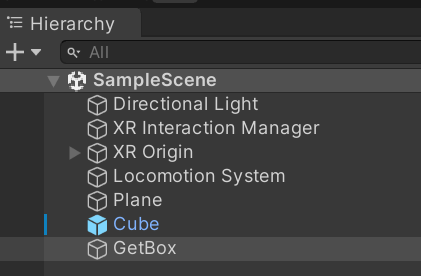 Hierarchy
All
SampleScene
Directional Light
XR Interaction Manager
XR Origin
Locomotion System
Plane
Cube
GetBox